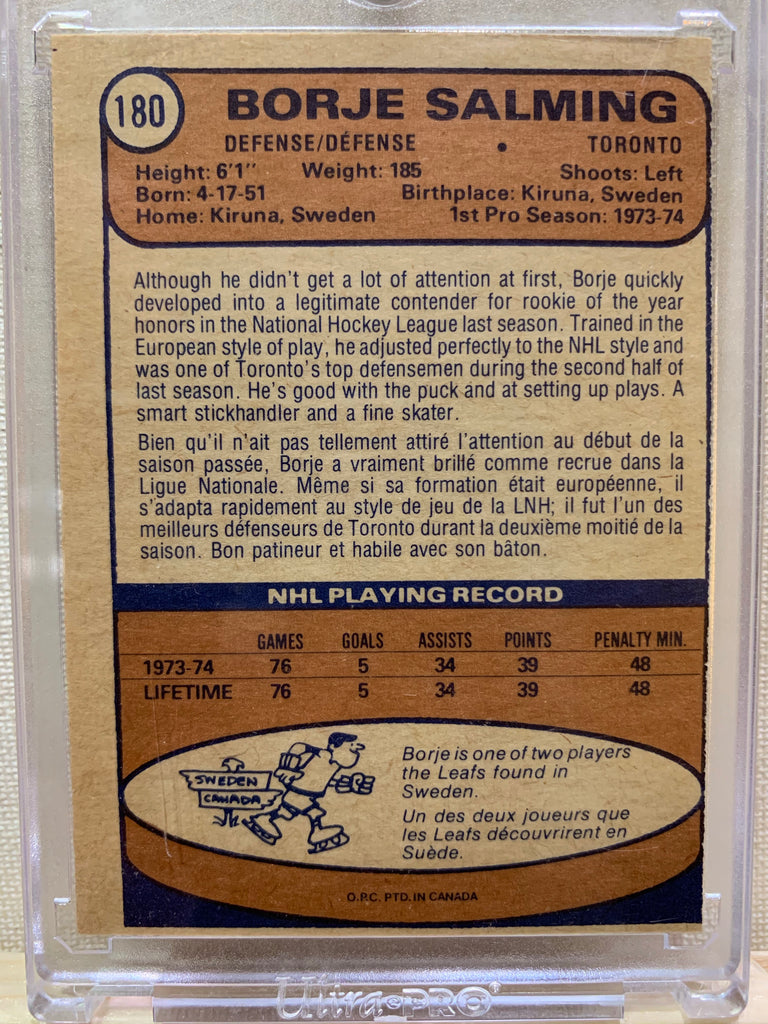 180
BORJE SALMING
DEFENSE/DÉFENSE • TORONTO
Height: 6'1" Weight: 185 Shoots: Left
Born: 4-17-51 Birthplace: Kiruna, Sweden
Home: Kiruna, Sweden 1st Pro Season: 1973-74
Although he didn't get a lot of attention at first, Borje quickly
developed into a legitimate contender for rookie of the year
honors in the National Hockey League last season. Trained in the
European style of play, he adjusted perfectly to the NHL style and
was one of Toronto's top defensemen during the second half of
last season. He's good with the puck and at setting up plays. A
smart stickhandler and a fine skater.
Bien qu'il n'ait pas tellement attiré l'attention au début de la
saison passée, Borje a vraiment brillé comme recrue dans la
Ligue Nationale. Même si sa formation était européenne, il
s'adapta rapidement au style de jeu de la LNH; il fut l'un des
meilleurs défenseurs de Toronto durant la deuxième moitié de la
saison. Bon patineur et habile avec son bâton.
NHL PLAYING RECORD
GAMES GOALS ASSISTS POINTS PENALTY MIN.
1973-74 76 5 34 39 48
LIFETIME 76 5 34 39 48
SWEDEN
CANADA
Borje is one of two players
the Leafs found in
Sweden.
Un des deux joueurs que
les Leafs découvrirent en
Suède.
O.P.C. PTD. IN CANADA
Ultra•PRO